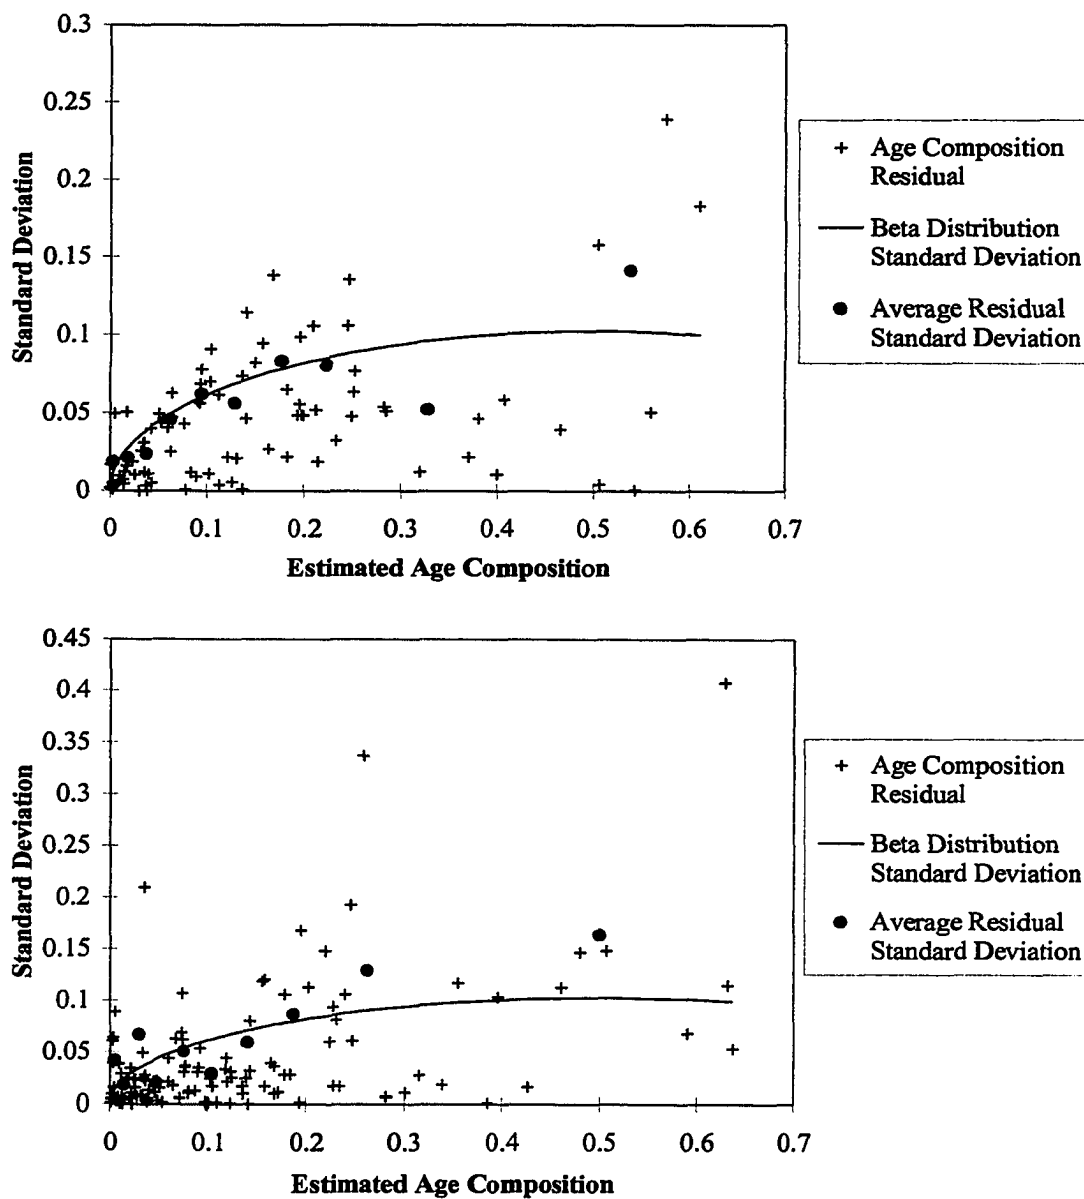 0.3
0.25
0.2
0.15
0.1
0.05
0
Standard Deviation
0 0.1 0.2 0.3 0.4 0.5 0.6 0.7
Estimated Age Composition
Age Composition
Residual
Beta Distribution
Standard Deviation
Average Residual
Standard Deviation
0.45
0.4
0.35
0.3
0.25
0.2
0.15
0.1
0.05
0
Standard Deviation
0 0.1 0.2 0.3 0.4 0.5 0.6 0.7
Estimated Age Composition
Age Composition
Residual
Beta Distribution
Standard Deviation
Average Residual
Standard Deviation